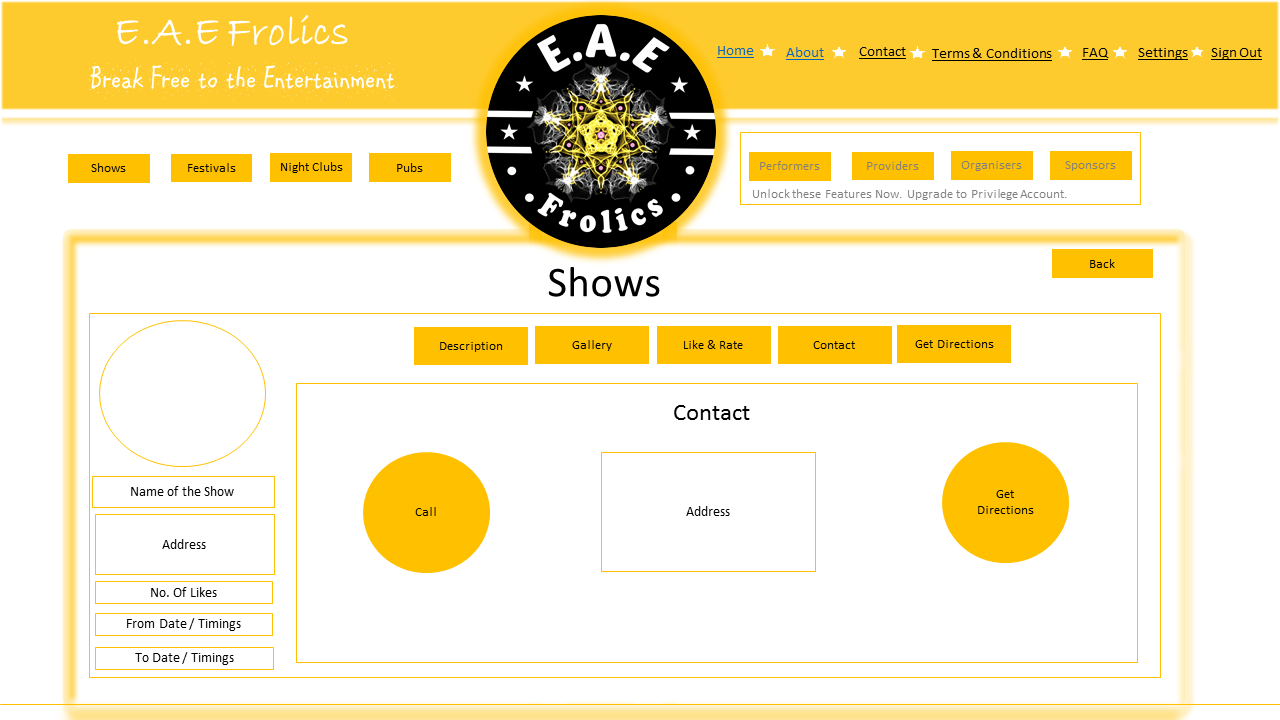 E.A.E Frolics
Break Free to the Entertainment
E.A.E
Frolics
Home About Contact Terms & Conditions FAQ Settings Sign Out
Shows Festivals Night Clubs Pubs
Performers Providers Organisers Sponsors
Unlock these Features Now. Upgrade to Privilege Account.
Back
Shows
Description Gallery Like & Rate Contact Get Directions
Contact
Call
Address
Get
Directions
Name of the Show
Address
No. Of Likes
From Date / Timings
To Date / Timings